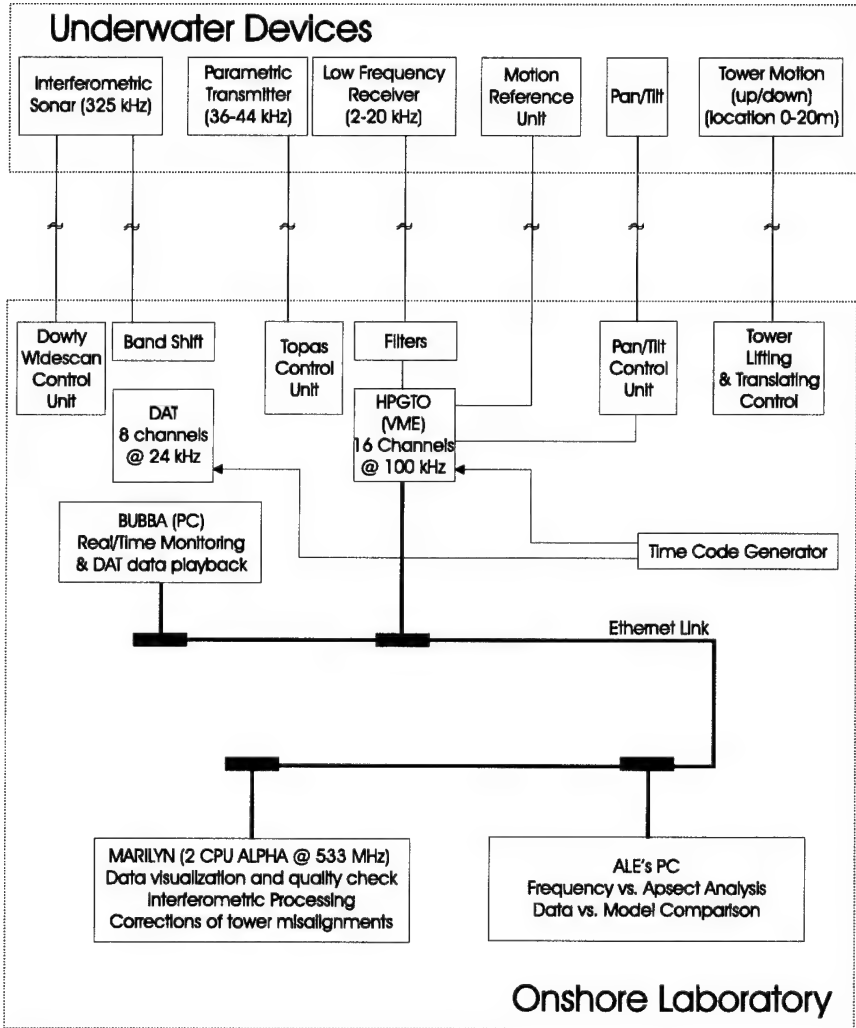 Underwater Devices
Interferometric
Sonar (325 kHz)
Parametric
Transmitter
(36-44 kHz)
Low Frequency
Receiver
(2-20 kHz)
Motion
Reference
Unit
Pan/Tilt
Tower Motion
(up/down)
(location 0-20m)
Dowty
Widescan
Control
Unit
Band Shift
Topas
Control
Unit
Filters
Pan/Tilt
Control
Unit
Tower
Lifting
& Translating
Control
DAT
8 channels
@ 24 kHz
HPGTO
(VME)
16 Channels
@ 100 kHz
BUBBA (PC)
Real/Time Monitoring
& DAT data playback
Time Code Generator
Ethernet Link
MARILYN (2 CPU ALPHA @ 533 MHz)
Data visualization and quality check
Interferometric Processing
Corrections of tower misalignments
ALE's PC
Frequency vs. Apsect Analysis
Data vs. Model Comparison
Onshore Laboratory